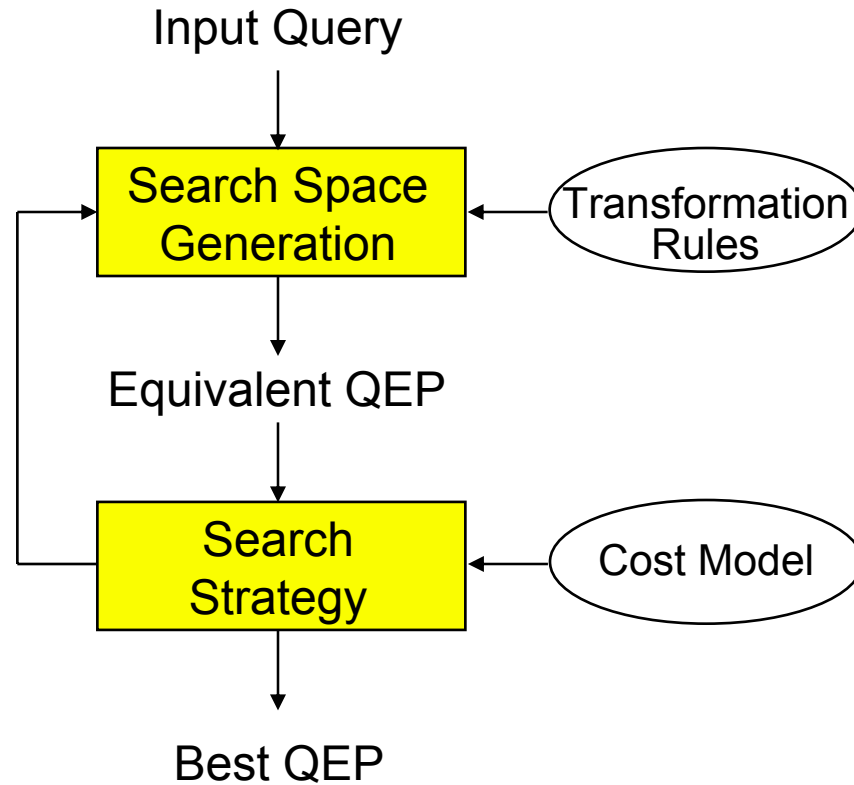 Input Query
Search Space
Generation
Transformation
Rules
Equivalent QEP
Search
Strategy
Cost Model
Best QEP